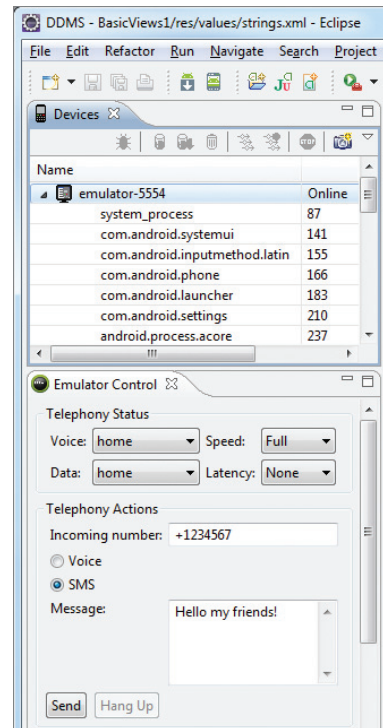 DDMS - BasicViews1/res/values/strings.xml - Eclipse
File Edit Refactor Run Navigate Search Project
Devices
Name
emulator-5554 Online
system_process 87
com.android.systemui 141
com.android.inputmethod.latin 155
com.android.phone 166
com.android.launcher 183
com.android.settings 210
android.process.acore 237
Emulator Control
Telephony Status
Voice: home Speed: Full
Data: home Latency: None
Telephony Actions
Incoming number: +1234567
Voice
SMS
Message: Hello my friends!
Send Hang Up